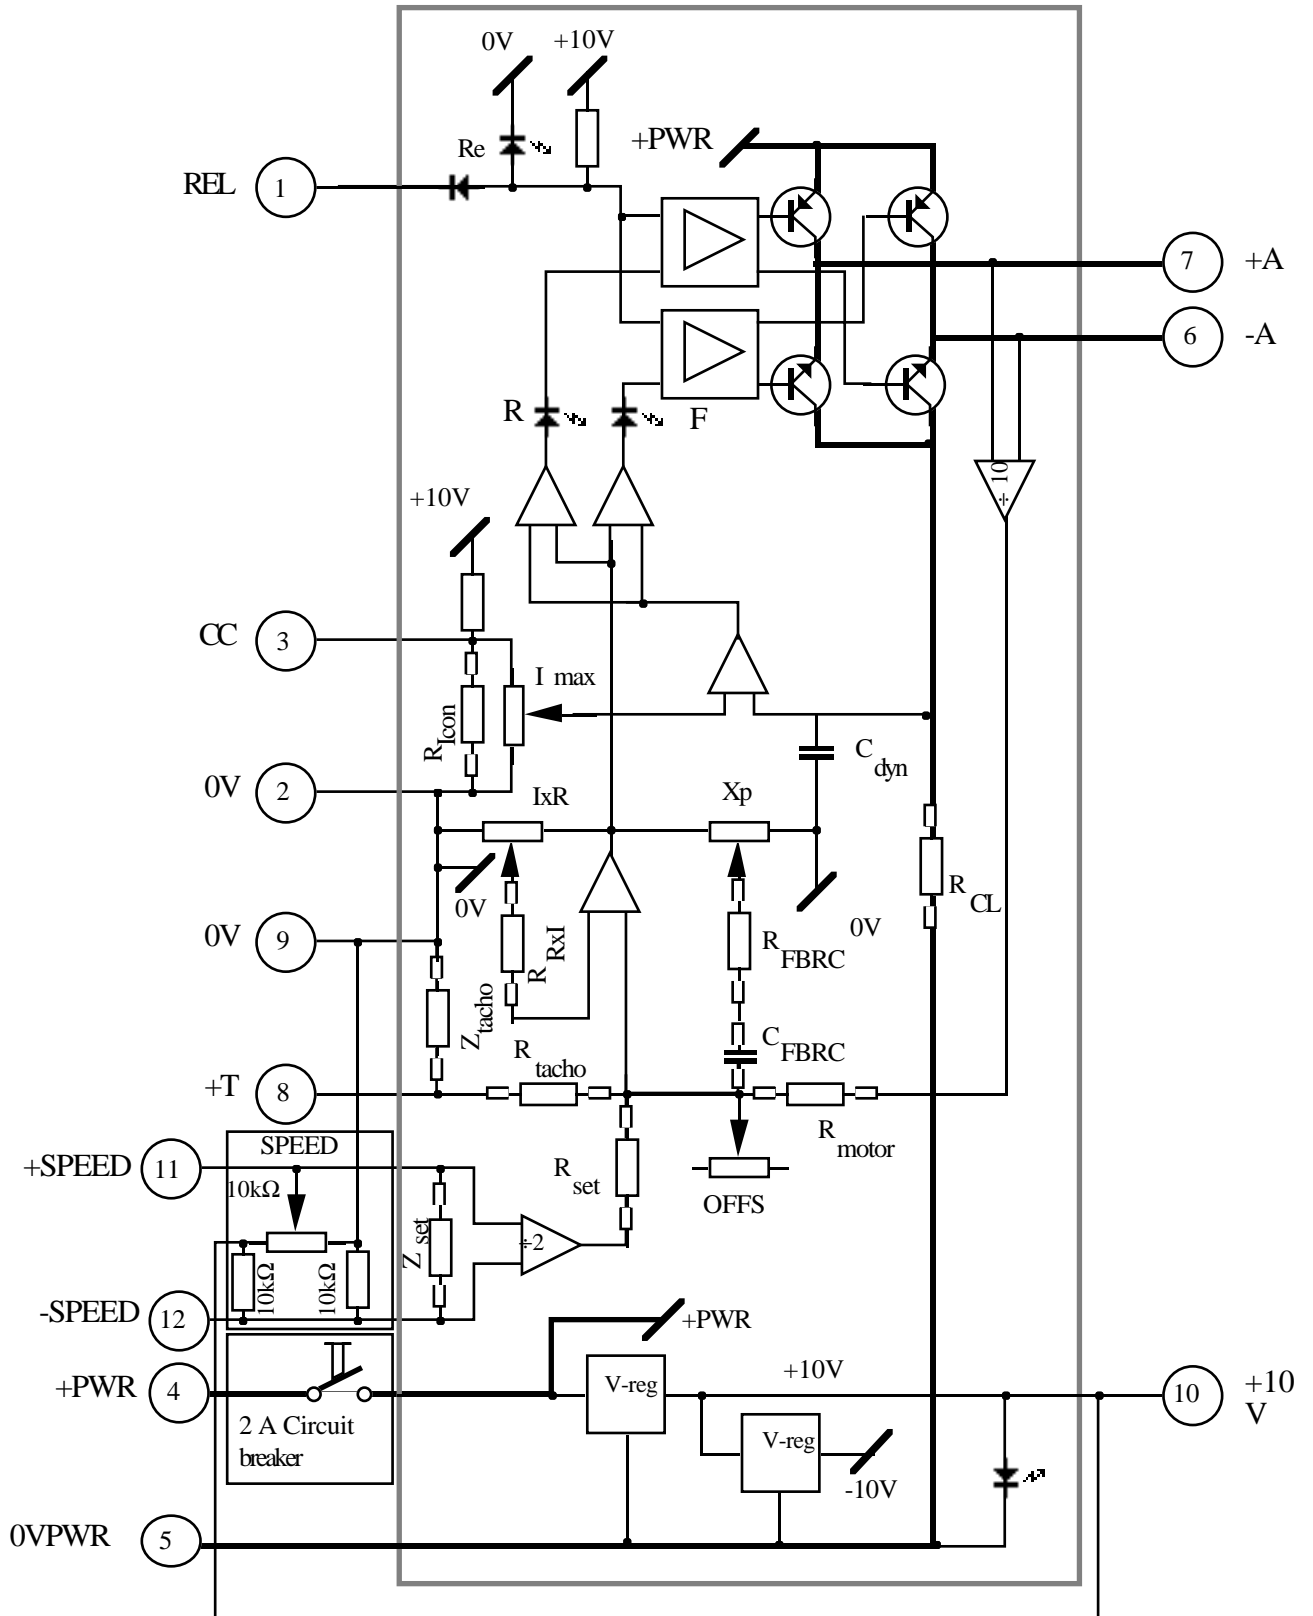 0V
+10V
Re
+PWR
REL
1
7
+A
6
-A
R
F
÷ 10
+10V
CC
3
I max
R Icon
C dyn
0V
2
IxR
Xp
0V
R RxI
R CL
0V
9
R FBRC
0V
Z tacho
R tacho
C FBRC
+T
8
R motor
SPEED
+SPEED
11
10kΩ
R set
OFFS
Z set
÷2
10kΩ
10kΩ
-SPEED
12
+PWR
+PWR
4
V-reg
+10V
10
+10
V
2 A Circuit
breaker
V-reg
-10V
0VPWR
5